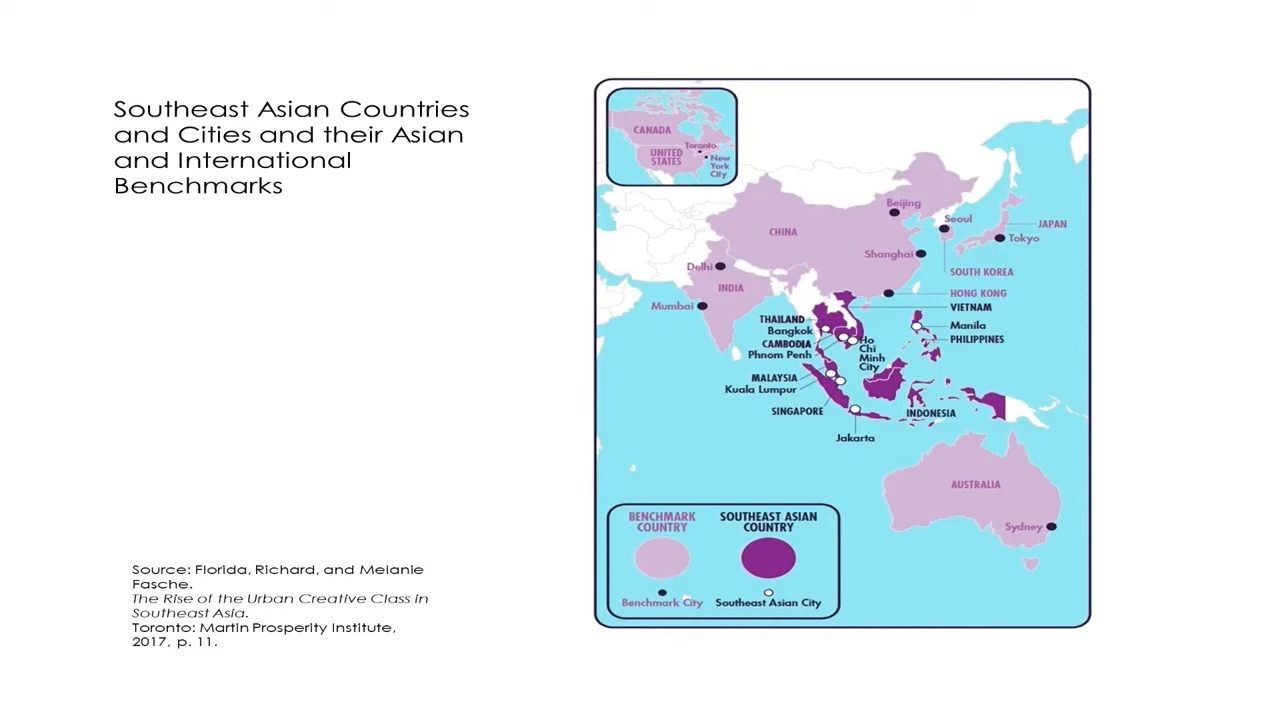 Southeast Asian Countries
and Cities and their Asian
and International
Benchmarks
Source: Florida, Richard, and Melanie
Fasche.
The Rise of the Urban Creative Class in
Southeast Asia.
Toronto: Martin Prosperity Institute,
2017, p. 11.
CANADA
Toronto
UNITED
STATES
New
York
City
Beijing
Seoul
JAPAN
CHINA
Tokyo
Shanghai
Delhi
SOUTH KOREA
INDIA
HONG KONG
Mumbai
VIETNAM
THAILAND
Bangkok
Manila
PHILIPPINES
CAMBODIA
Phnom Penh
Ho
Chi
Minh
City
MALAYSIA
Kuala Lumpur
SINGAPORE
INDONESIA
Jakarta
AUSTRALIA
Sydney
BENCHMARK
COUNTRY
SOUTHEAST ASIAN
COUNTRY
Benchmark City
Southeast Asian City